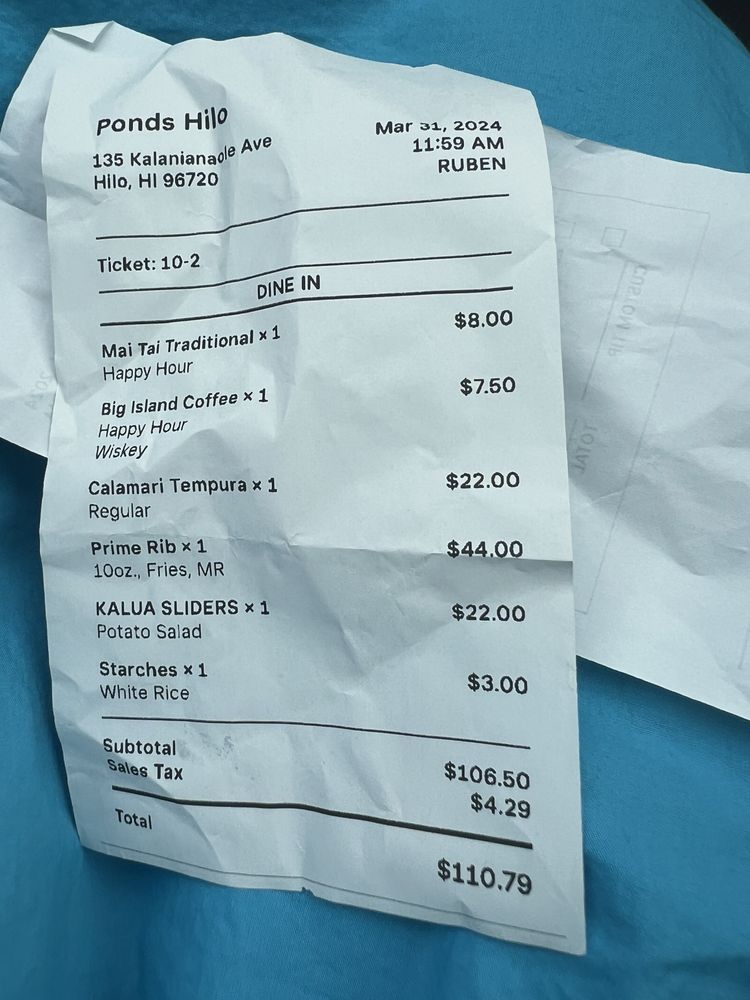 Ponds Hilo
135 Kalanianaole Ave
Hilo, HI 96720
Mar 31, 2024
11:59 AM
RUBEN
Ticket: 10-2
DINE IN
Mai Tai Traditional × 1 $8.00
Happy Hour
Big Island Coffee × 1 $7.50
Happy Hour
Wiskey
Calamari Tempura × 1 $22.00
Regular
Prime Rib × 1 $44.00
10oz., Fries, MR
KALUA SLIDERS × 1 $22.00
Potato Salad
Starches × 1 $3.00
White Rice
Subtotal $106.50
Sales Tax $4.29
Total $110.79
CUSTOM TIP
TOTAL